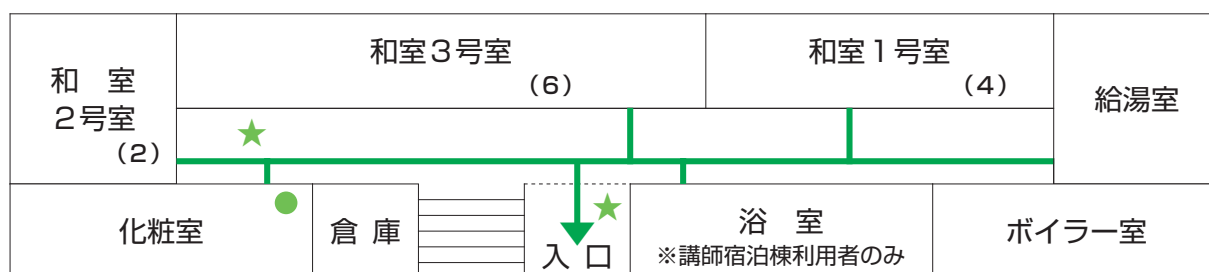 和室3号室
(6)
和室1号室
(4)
和 室
2号室
(2)
給湯室
化粧室
倉 庫
入 口
浴 室
※講師宿泊棟利用者のみ
ボイラー室